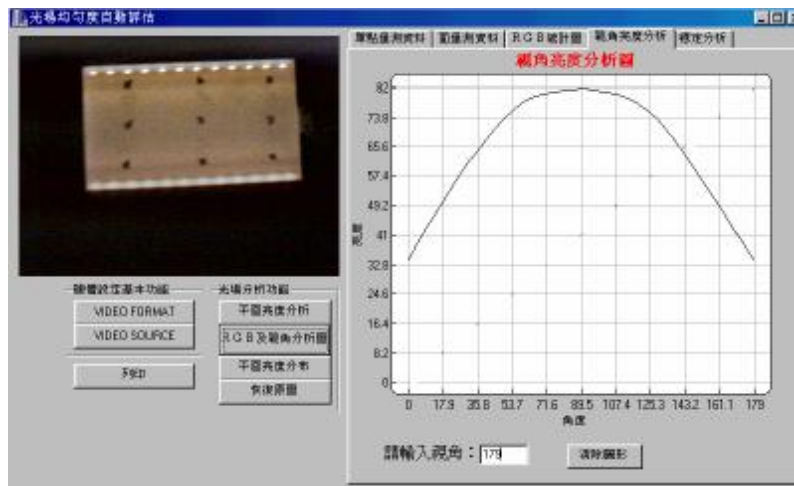 光場均勻度自動評估
單點量測資料 面量測資料 RGB統計圖 視角亮度分析 穩定分析
視角亮度分析圖
82
73.8
65.6
57.4
49.2
41
32.8
24.6
16.4
8.2
0
亮度
0 17.9 35.8 53.7 71.6 89.5 107.4 125.3 143.2 161.1 179
角度
硬體設定基本功能
VIDEO FORMAT
VIDEO SOURCE
列印
光場分析功能
平面亮度分析
RGB及視角分析圖
平面亮度分布
恢復原圖
請輸入視角：179
清除圖形